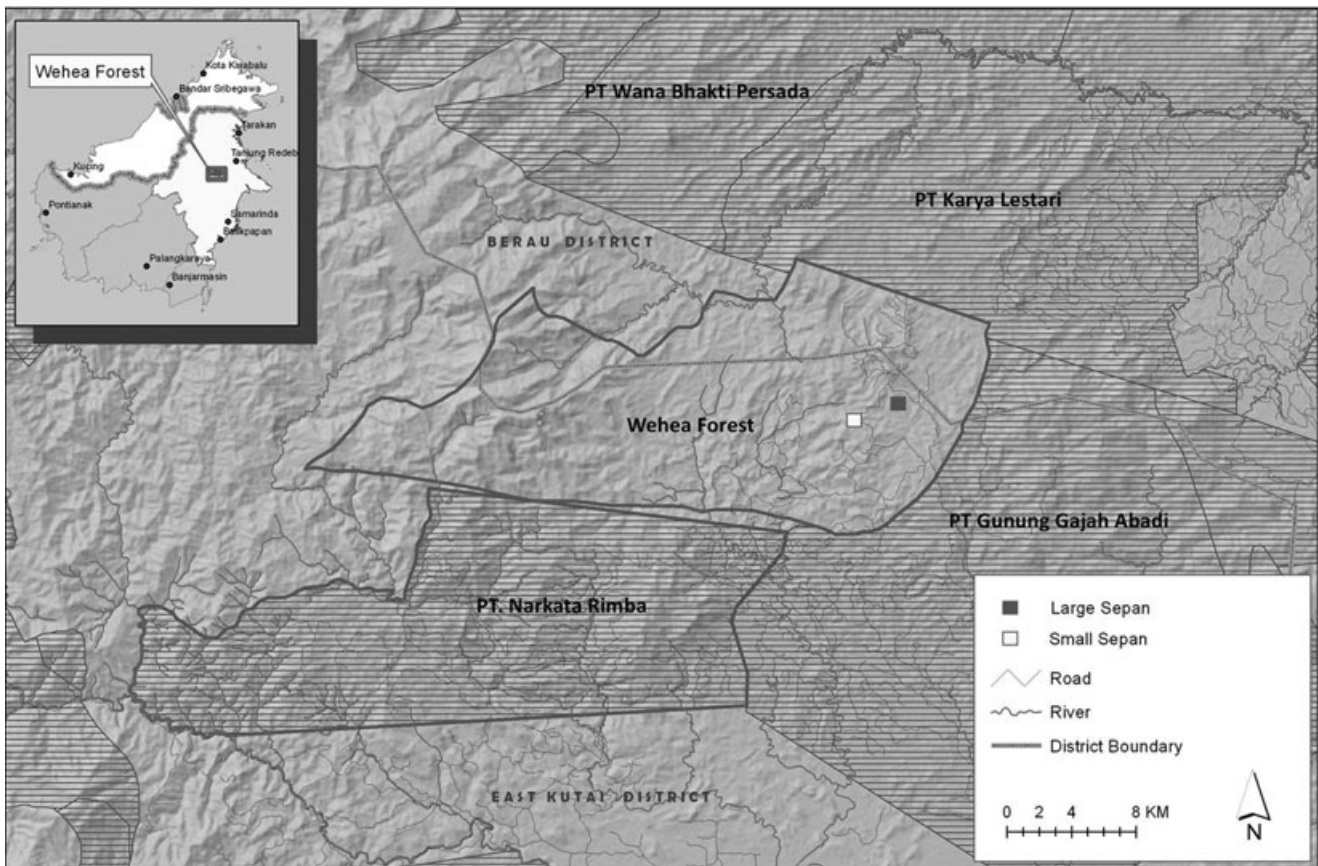 Wehea Forest
Kota Kinabalu
Bandar Sribegawa
Tarakan
Tanjung Redeb
Kuping
Pontianak
Samarinda
Balikpapan
Palangkaraya
Banjarmasin
PT Wana Bhakti Persada
PT Karya Lestari
BERAU DISTRICT
Wehea Forest
PT Gunung Gajah Abadi
PT. Narkata Rimba
EAST KUTAI DISTRICT
Large Sepan
Small Sepan
Road
River
District Boundary
0 2 4 8 KM
N